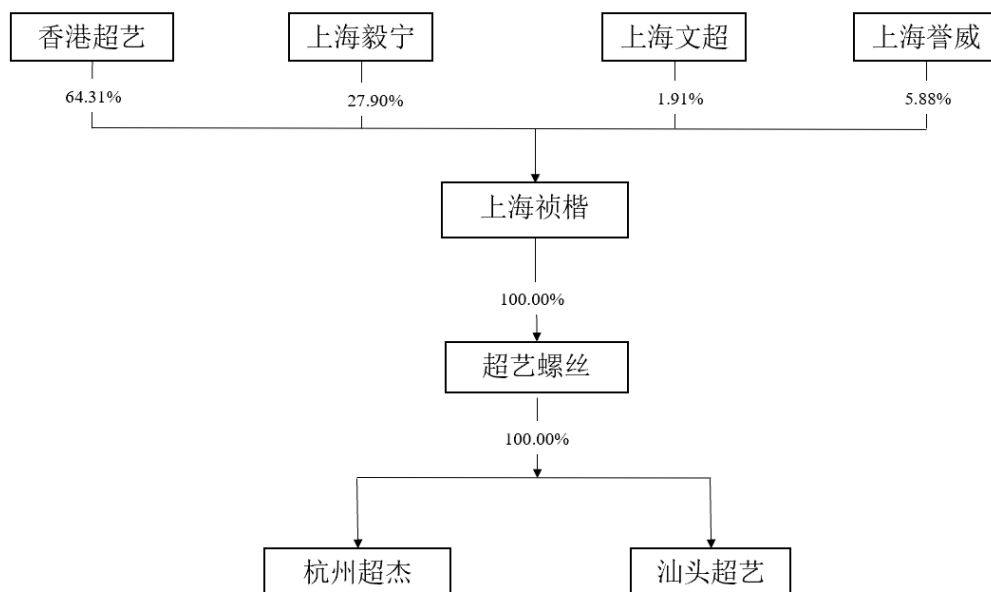 香港超艺
上海毅宁
上海文超
上海誉威
64.31%
27.90%
1.91%
5.88%
上海祯楷
100.00%
超艺螺丝
100.00%
杭州超杰
汕头超艺